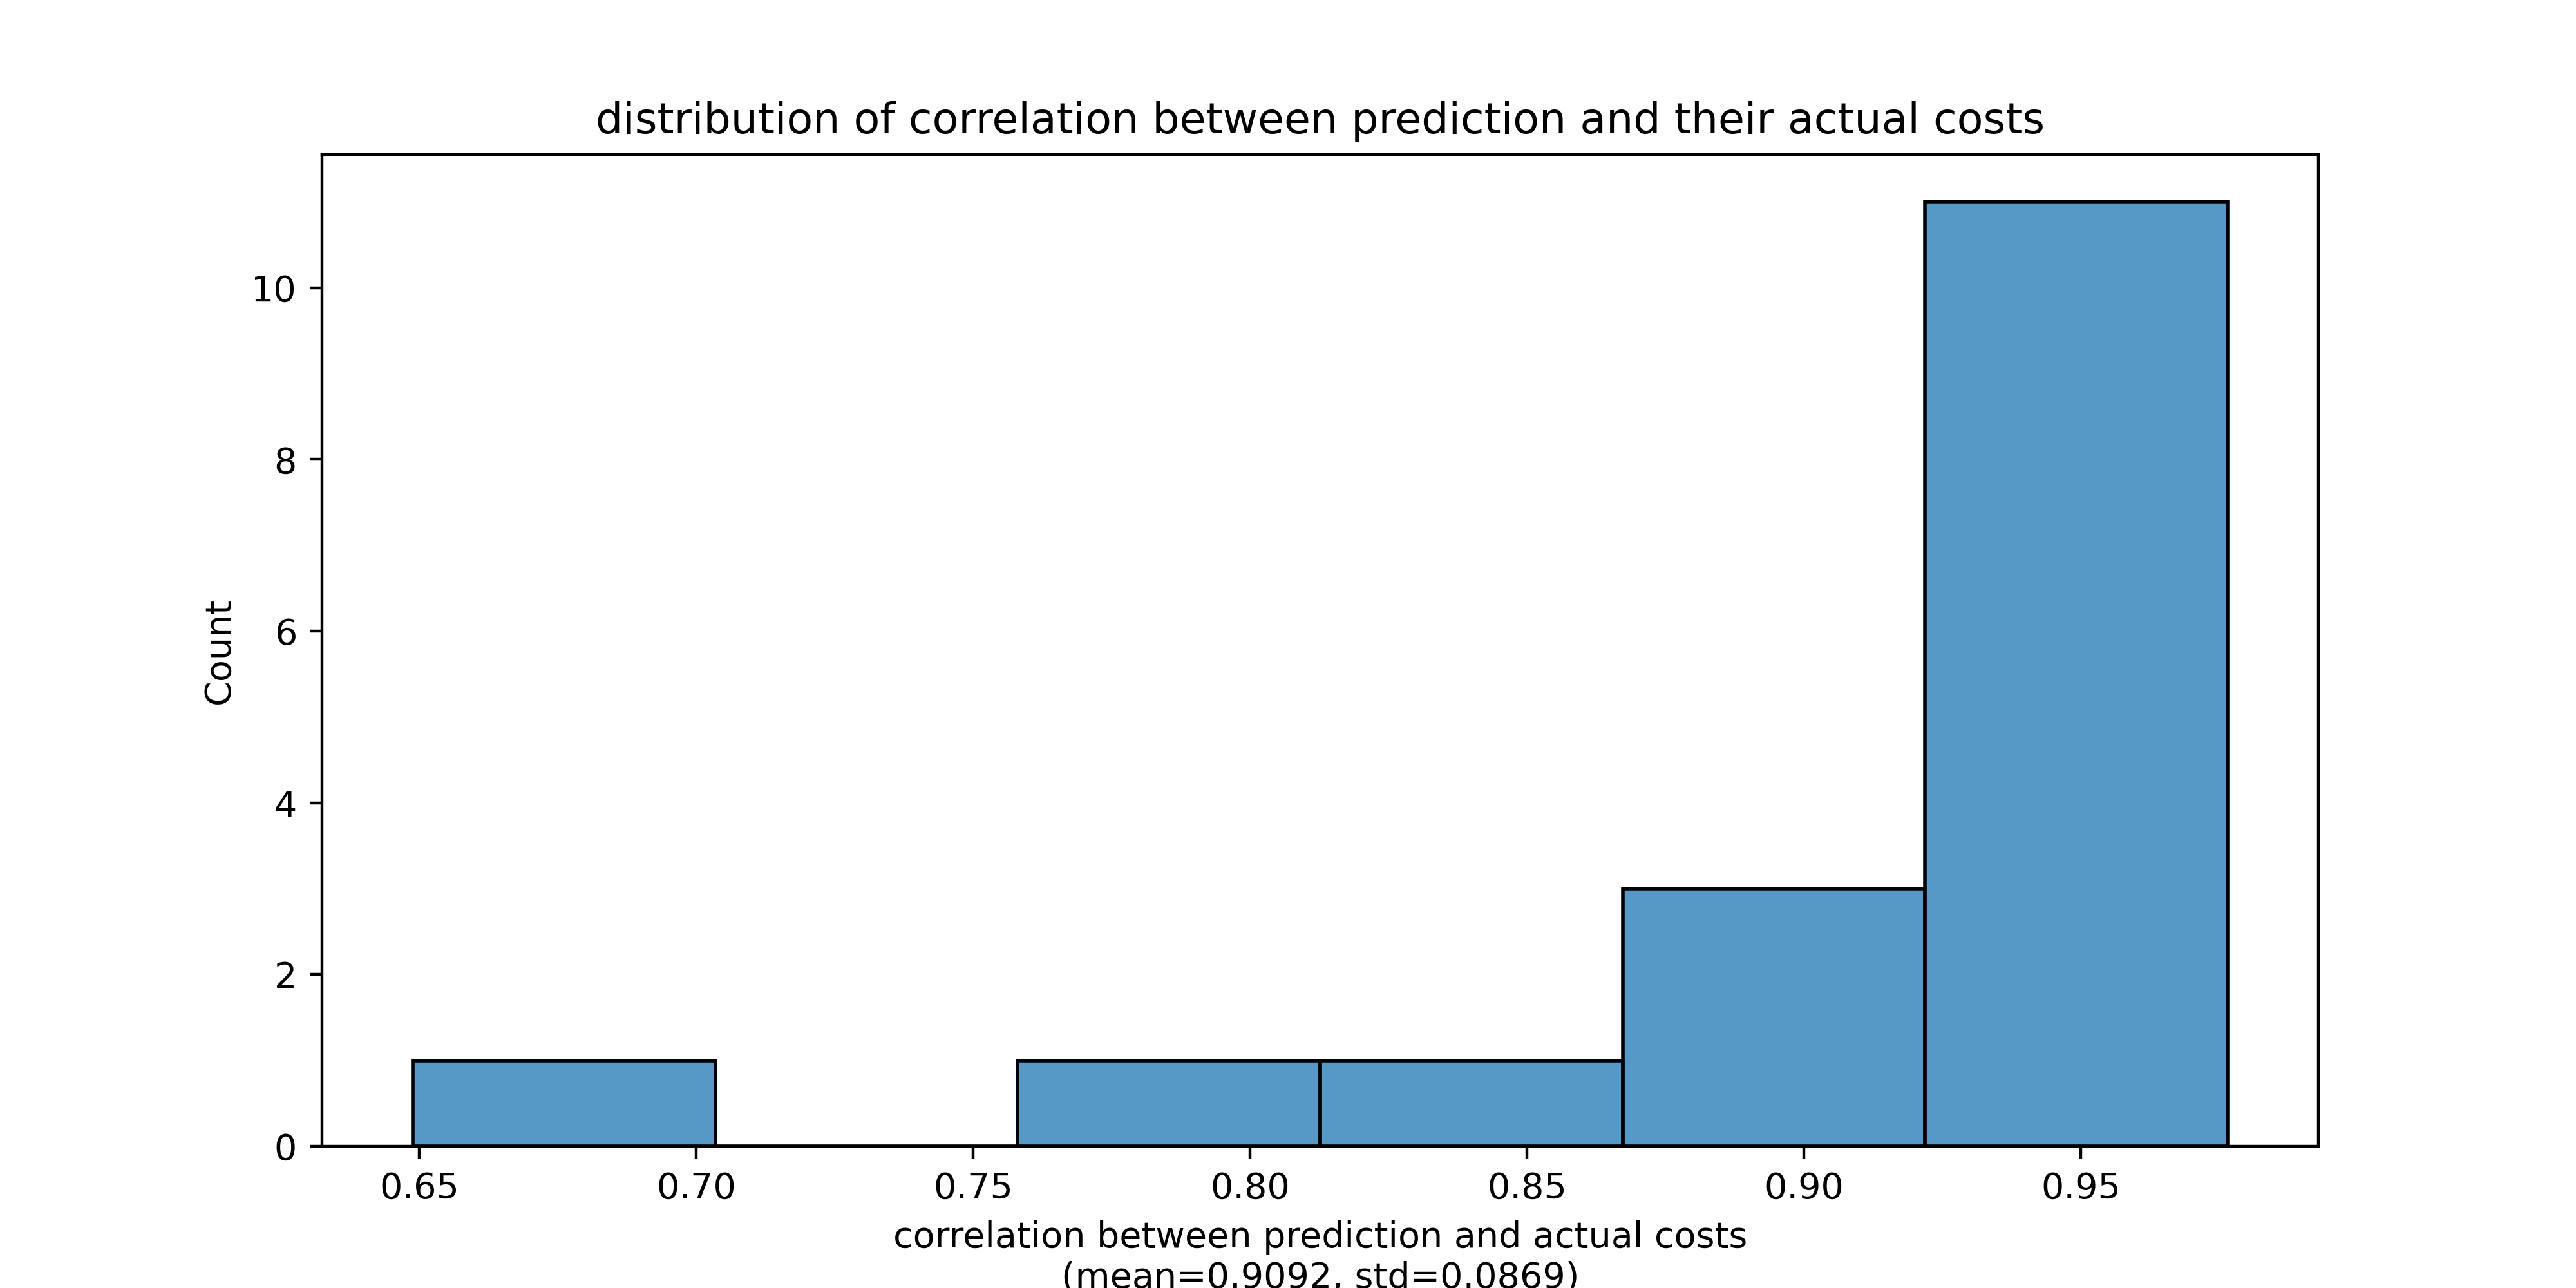 distribution of correlation between prediction and their actual costs
Count
10
8
6
4
2
0
0.65 0.70 0.75 0.80 0.85 0.90 0.95
correlation between prediction and actual costs
(mean=0.9092, std=0.0869)